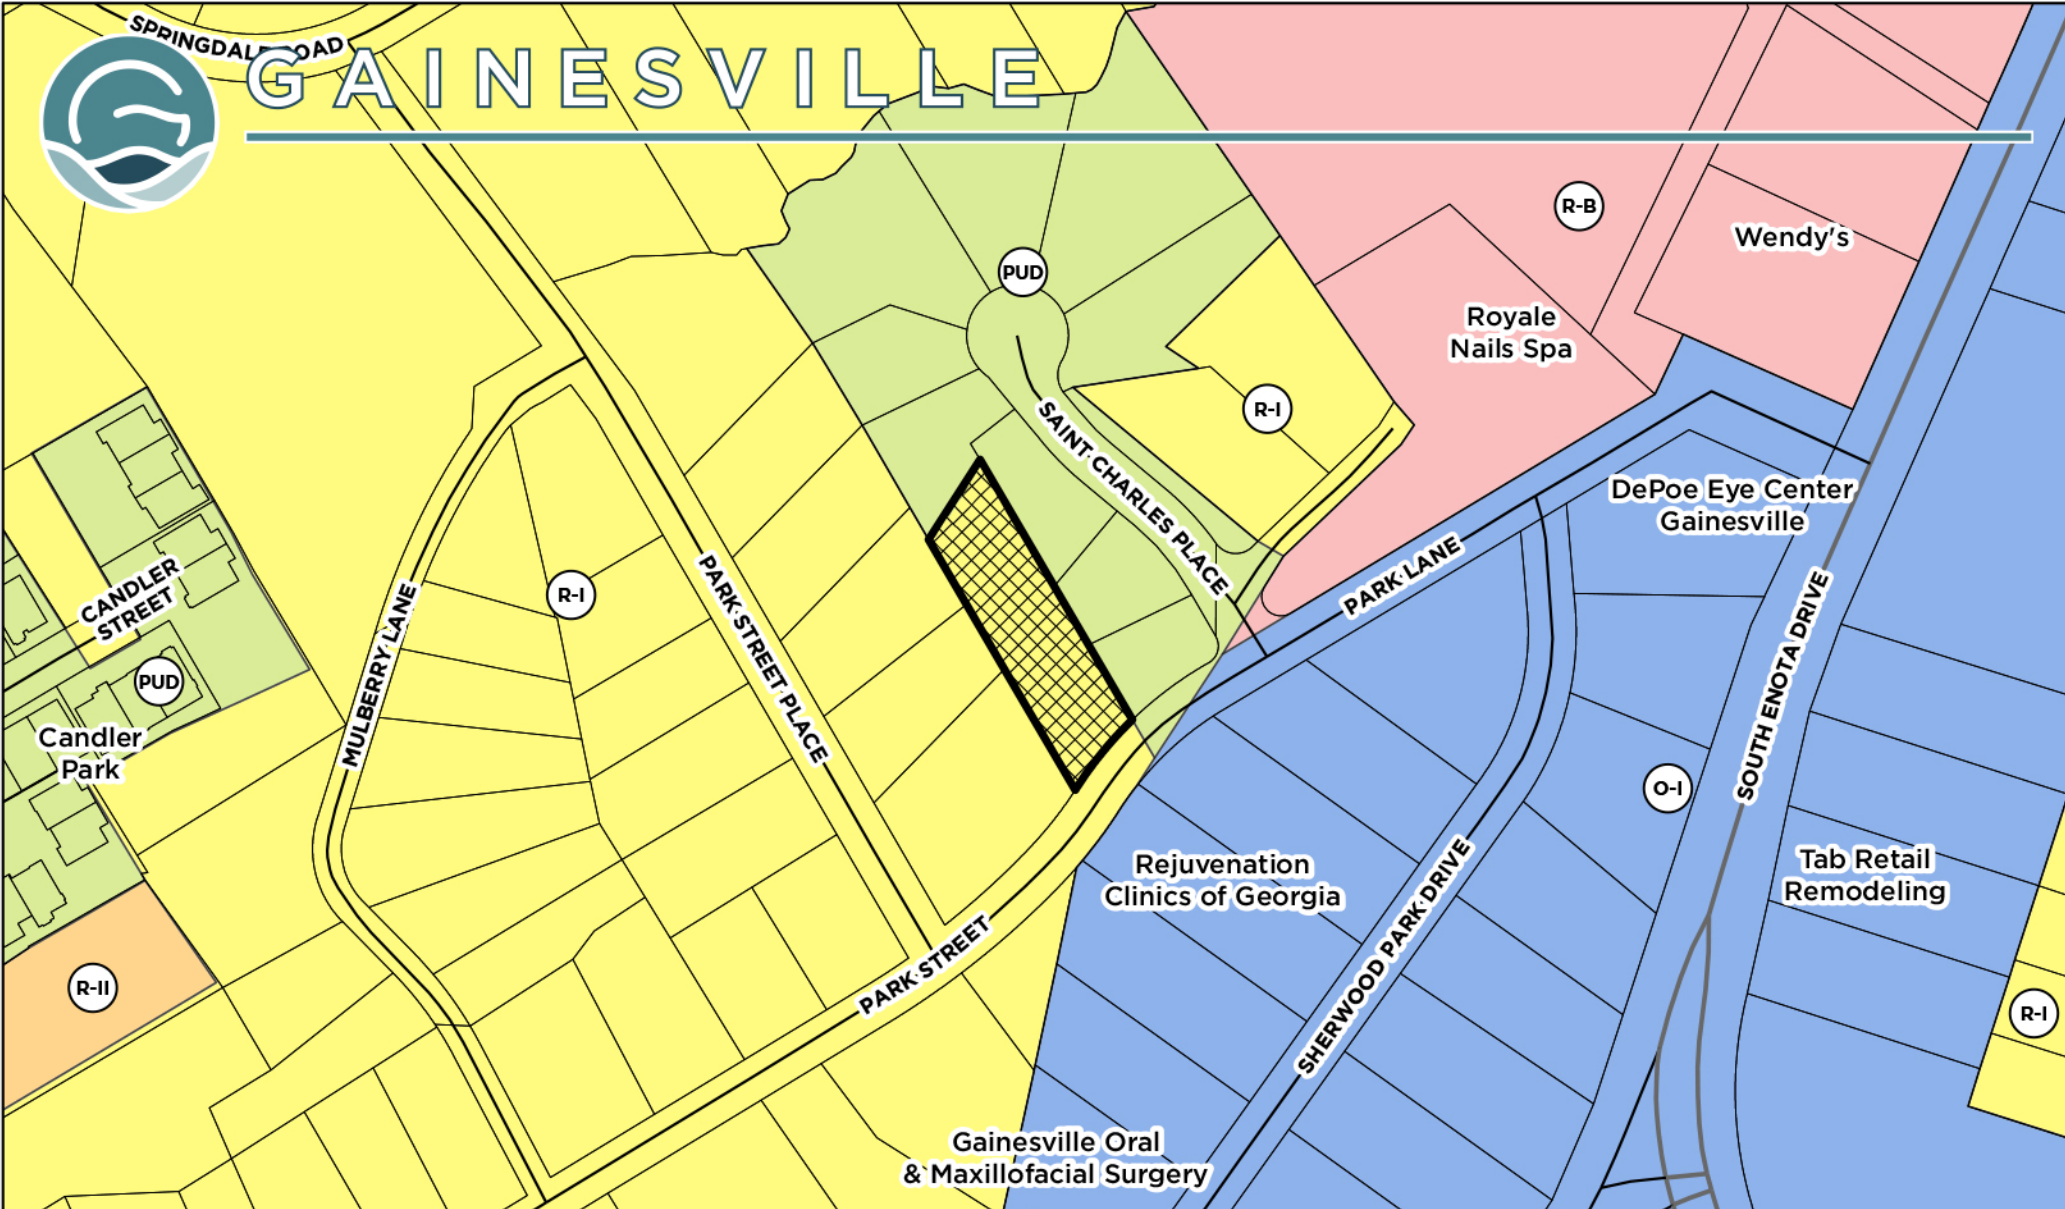 SPRINGDALE ROAD
GAINESVILLE
R-B
Wendy's
PUD
Royale
Nails Spa
R-I
SAINT CHARLES PLACE
DePoe Eye Center
Gainesville
PARK LANE
CANDLER
STREET
R-I
PARK STREET PLACE
MULBERRY LANE
PUD
SOUTH ENOTA DRIVE
Candler
Park
O-I
Rejuvenation
Clinics of Georgia
Tab Retail
Remodeling
SHERWOOD PARK DRIVE
PARK STREET
R-II
R-I
Gainesville Oral
& Maxillofacial Surgery